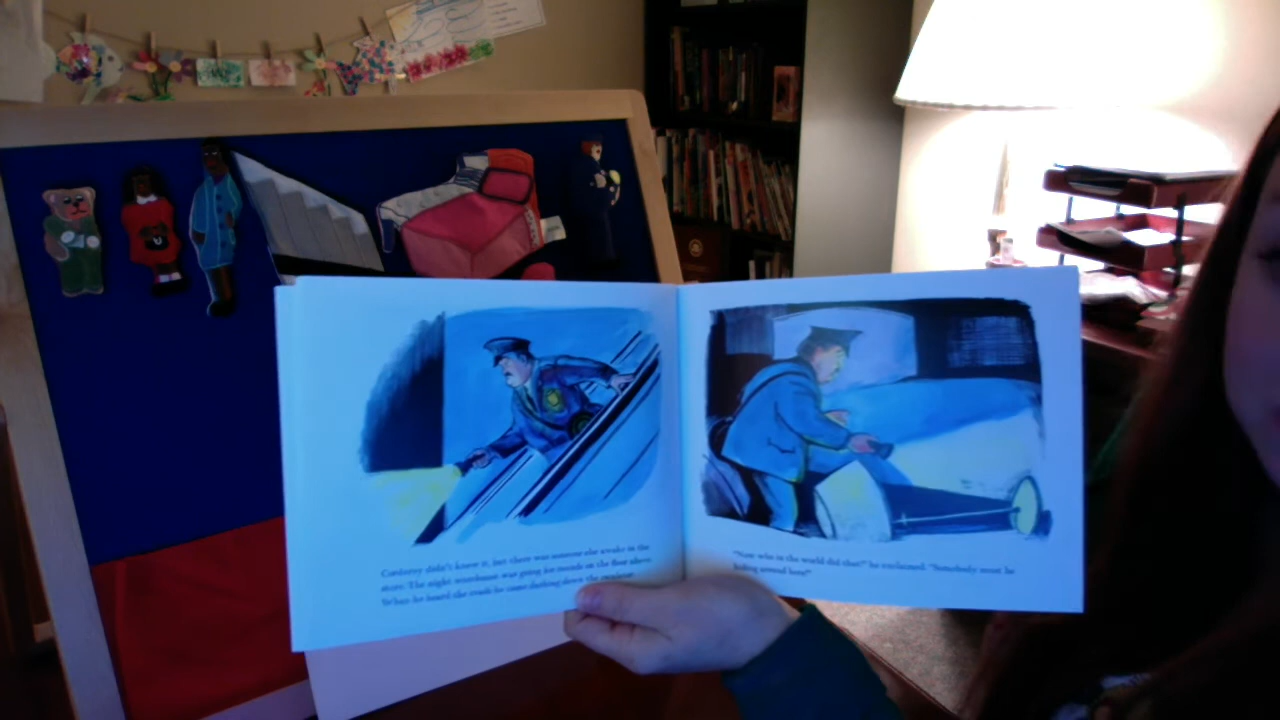 Corduroy didn't know it, but there was someone else awake in the
store. The night watchman was going his rounds on the floor above.
When he heard the crash he came dashing down the escalator.
"Now who in the world did that!" he exclaimed. "Somebody must be
hiding around here!"